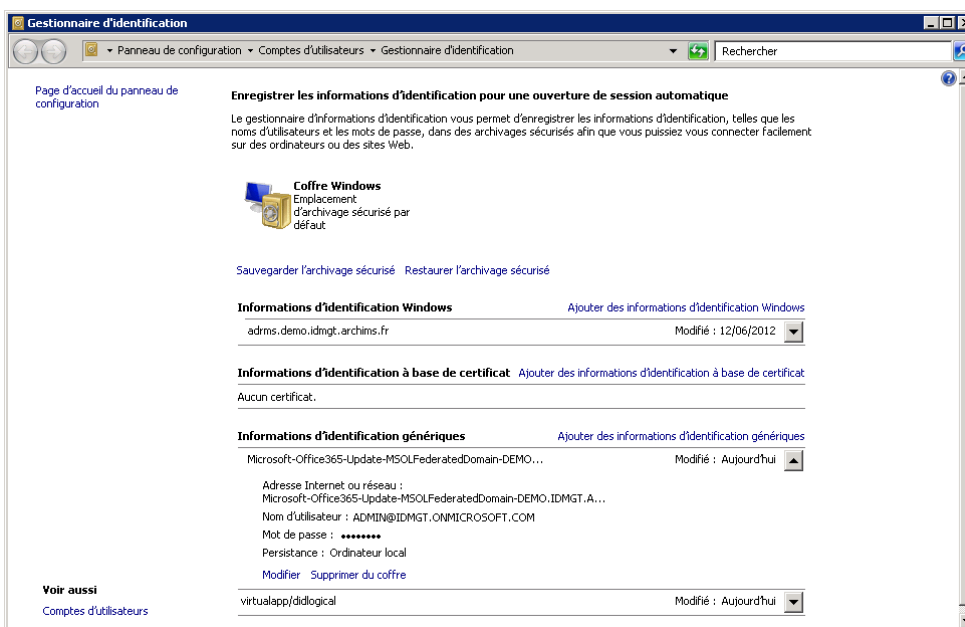 Gestionnaire d'identification
Panneau de configuration
Comptes d'utilisateurs
Gestionnaire d'identification
Rechercher
Page d'accueil du panneau de
configuration
Enregistrer les informations d'identification pour une ouverture de session automatique
Le gestionnaire d'informations d'identification vous permet d'enregistrer les informations d'identification, telles que les
noms d'utilisateurs et les mots de passe, dans des archivages sécurisés afin que vous puissiez vous connecter facilement
sur des ordinateurs ou des sites Web.
Coffre Windows
Emplacement
d'archivage sécurisé par
défaut
Sauvegarder l'archivage sécurisé Restaurer l'archivage sécurisé
Informations d'identification Windows Ajouter des informations d'identification Windows
adrms.demo.idmgt.archims.fr Modifié : 12/06/2012
Informations d'identification à base de certificat Ajouter des informations d'identification à base de certificat
Aucun certificat.
Informations d'identification génériques Ajouter des informations d'identification génériques
Microsoft-Office365-Update-MSOLFederatedDomain-DEMO... Modifié : Aujourd'hui
Adresse Internet ou réseau :
Microsoft-Office365-Update-MSOLFederatedDomain-DEMO.IDMGT.A...
Nom d'utilisateur : ADMIN@IDMGT.ONMICROSOFT.COM
Mot de passe : ••••••••
Persistance : Ordinateur local
Modifier Supprimer du coffre
virtualapp/didlogical Modifié : Aujourd'hui
Voir aussi
Comptes d'utilisateurs